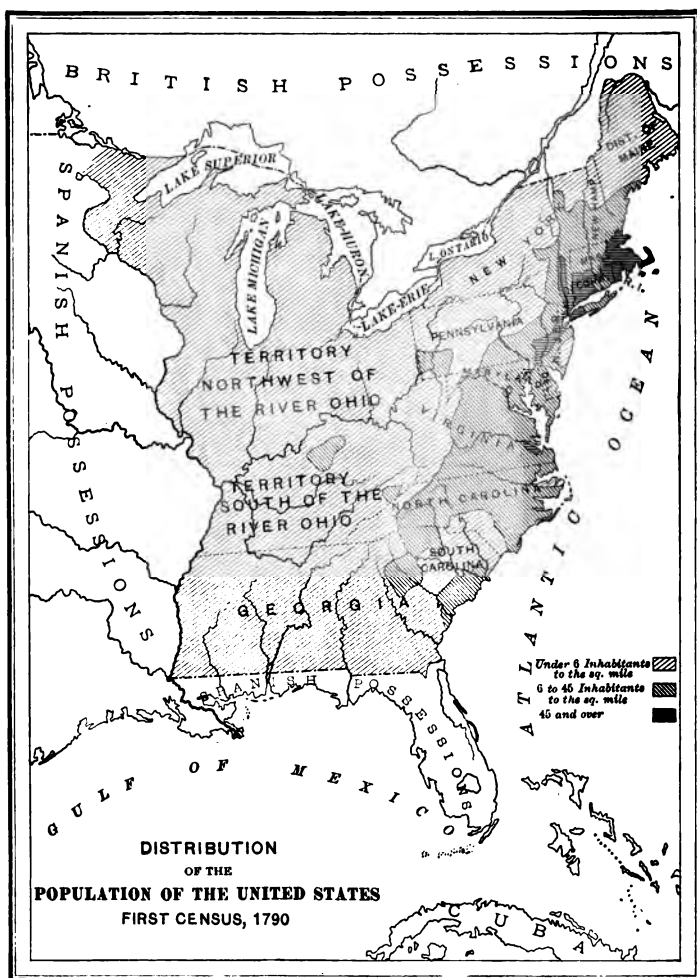 BRITISH POSSESSIONS
SPANISH POSSESSIONS
LAKE SUPERIOR
LAKE MICHIGAN
LAKE HURON
L. ONTARIO
LAKE ERIE
DIST. OF
MAINE
NEW YORK
CONN.
R. I.
PENNSYLVANIA
TERRITORY
NORTHWEST OF
THE RIVER OHIO
VIRGINIA
TERRITORY
SOUTH OF THE
RIVER OHIO
NORTH CAROLINA
SOUTH
CAROLINA
GEORGIA
SPANISH POSSESSIONS
ATLANTIC OCEAN
Under 6 Inhabitants
to the sq. mile
6 to 45 Inhabitants
to the sq. mile
45 and over
GULF OF MEXICO
DISTRIBUTION
OF THE
POPULATION OF THE UNITED STATES
FIRST CENSUS, 1790
CUBA